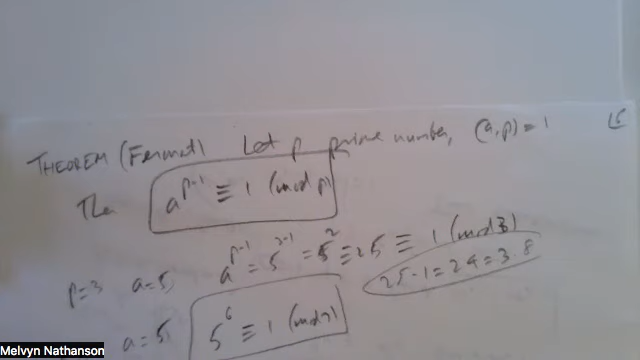 THEOREM (Fermat) Let p prime number, (a,p)=1
The a^{p-1} ≡ 1 (mod p)
p=3 a=5, a^{p-1} = 5^{3-1} = 5^2 ≡ 25 ≡ 1 (mod 3)
25-1=24=3·8
a=5, 5^6 ≡ 1 (mod 7)
Melvyn Nathanson